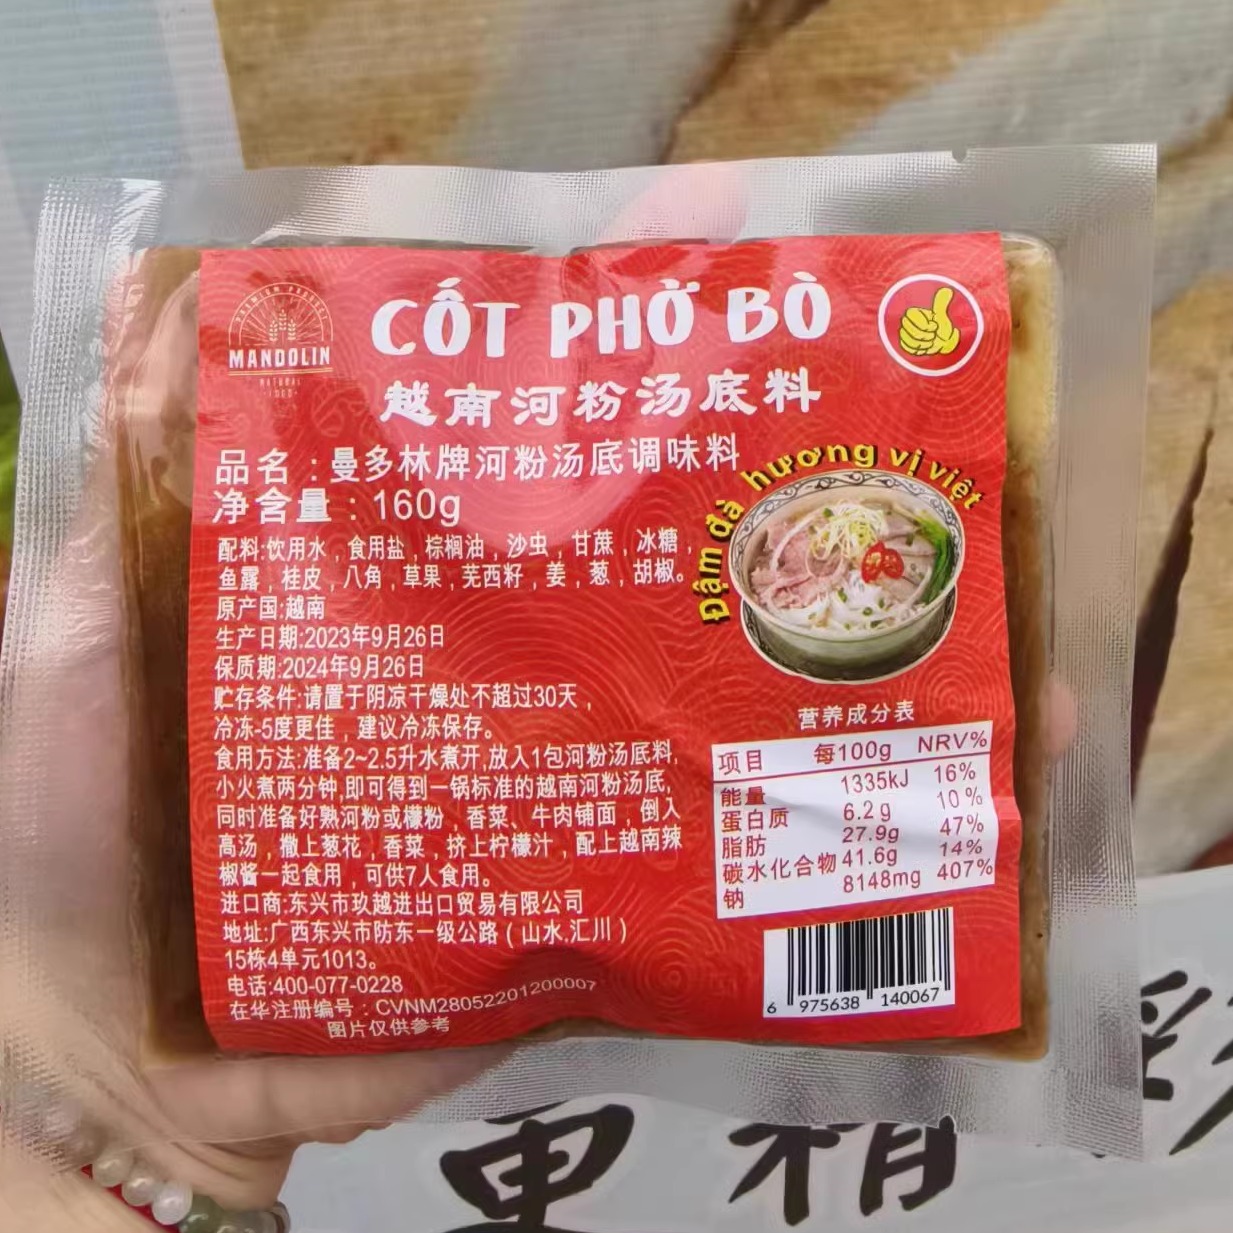 PREMIUM PRODUCT
MANDOLIN
NATURAL
FOOD
CỐT PHỞ BÒ
越南河粉汤底料
品名:曼多林牌河粉汤底调味料
净含量:160g
Đậm đà hương vị việt
配料:饮用水,食用盐,棕榈油,沙虫,甘蔗,冰糖,
鱼露,桂皮,八角,草果,芫西籽,姜,葱,胡椒。
原产国:越南
生产日期:2023年9月26日
保质期:2024年9月26日
贮存条件:请置于阴凉干燥处不超过30天,
冷冻-5度更佳,建议冷冻保存。
食用方法:准备2~2.5升水煮开,放入1包河粉汤底料,
小火煮两分钟,即可得到一锅标准的越南河粉汤底,
同时准备好熟河粉或檬粉,香菜、牛肉铺面,倒入
高汤,撒上葱花,香菜,挤上柠檬汁,配上越南辣
椒酱一起食用,可供7人食用。
进口商:东兴市玖越进出口贸易有限公司
地址:广西东兴市防东一级公路(山水.汇川)
15栋4单元1013。
电话:400-077-0228
在华注册编号:CVNM28052201200007
图片仅供参考
营养成分表
项目 每100g NRV%
能量 1335kJ 16%
蛋白质 6.2g 10%
脂肪 27.9g 47%
碳水化合物 41.6g 14%
钠 8148mg 407%
6 975638 140067
更精彩